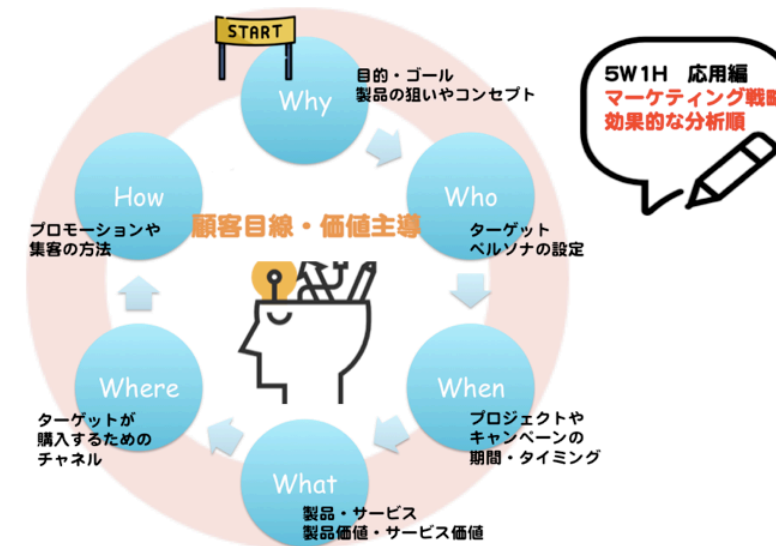 START
Why
目的・ゴール
製品の狙いやコンセプト
5W1H 応用編
マーケティング戦略
効果的な分析順
Who
ターゲット
ペルソナの設定
How
プロモーションや
集客の方法
顧客目線・価値主導
When
プロジェクトや
キャンペーンの
期間・タイミング
What
製品・サービス
製品価値・サービス価値
Where
ターゲットが
購入するための
チャネル